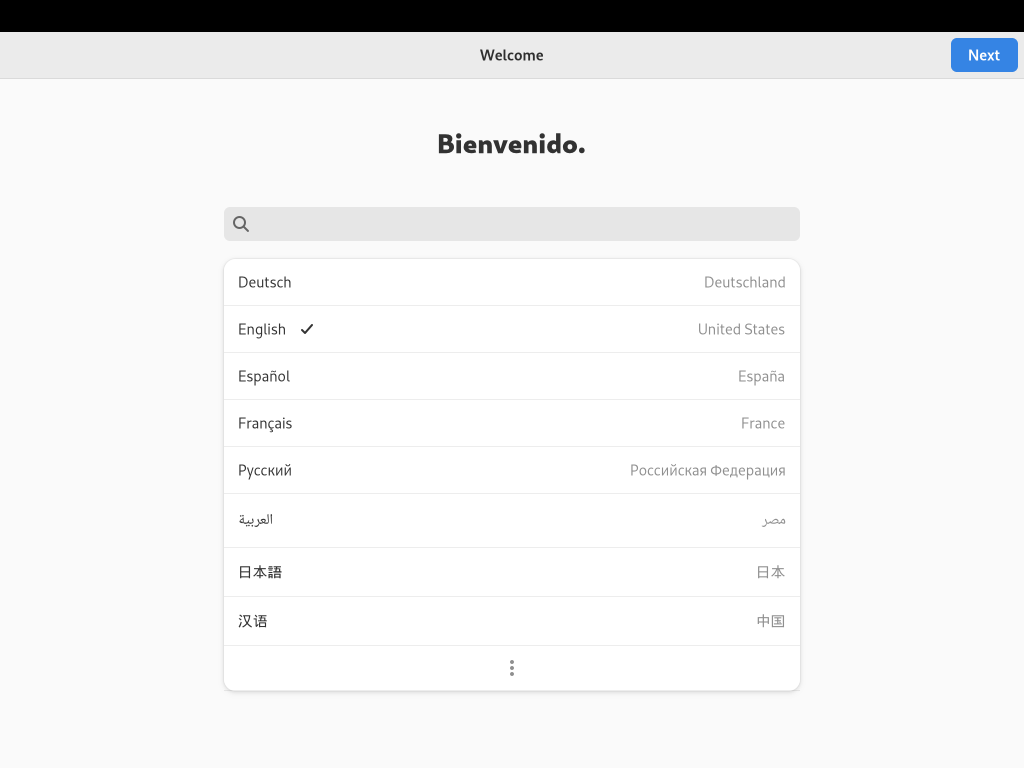 Welcome
Next
Bienvenido.
Deutsch Deutschland
English United States
Español España
Français France
Русский Российская Федерация
العربية مصر
日本語 日本
汉语 中国